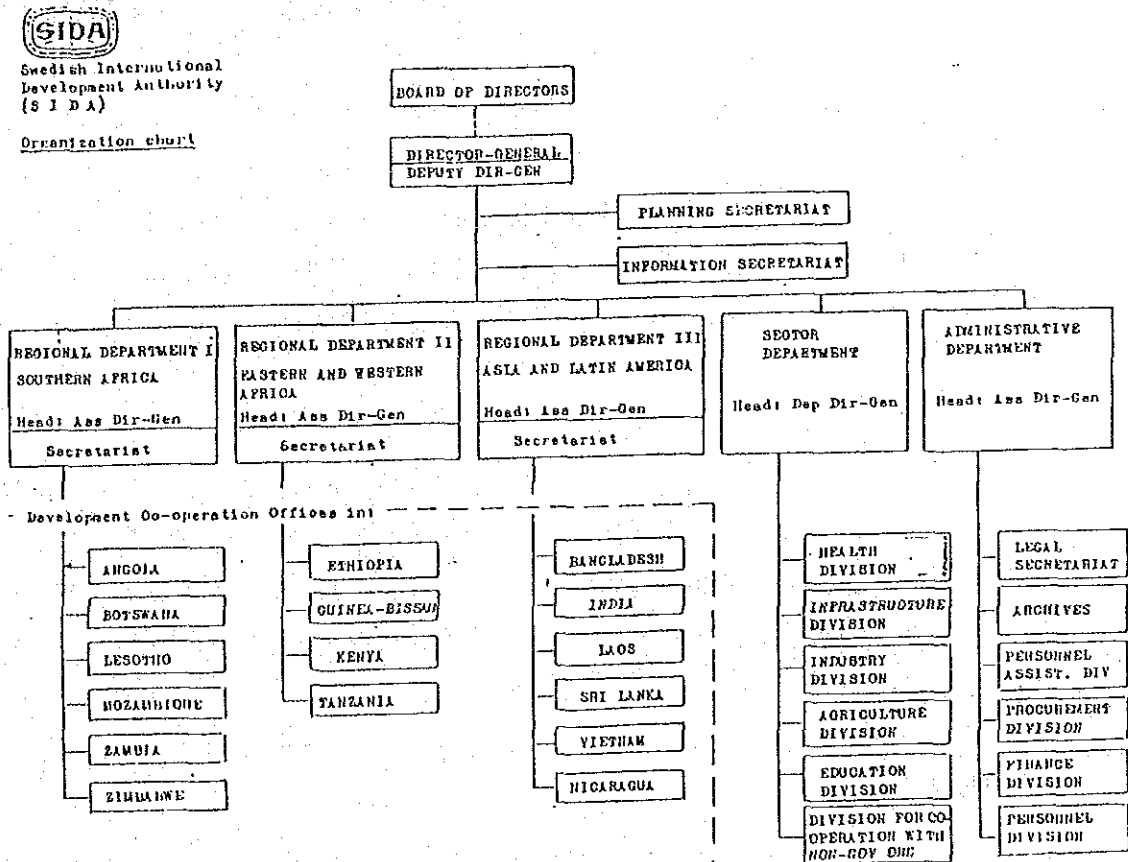 SIDA
Swedish International
Development Authority
(S I D A)
Organization chart
BOARD OF DIRECTORS
DIRECTOR-GENERAL
DEPUTY DIR-GEN
PLANNING SECRETARIAT
INFORMATION SECRETARIAT
REGIONAL DEPARTMENT I
SOUTHERN AFRICA
Head: Ass Dir-Gen
Secretariat
REGIONAL DEPARTMENT II
EASTERN AND WESTERN
AFRICA
Head: Ass Dir-Gen
Secretariat
REGIONAL DEPARTMENT III
ASIA AND LATIN AMERICA
Head: Ass Dir-Gen
Secretariat
SECTOR
DEPARTMENT
Head: Dep Dir-Gen
ADMINISTRATIVE
DEPARTMENT
Head: Ass Dir-Gen
Development Co-operation Offices in:
ANGOLA
BOTSWANA
LESOTHO
MOZAMBIQUE
ZAMBIA
ZIMBABWE
ETHIOPIA
GUINEA-BISSUA
KENYA
TANZANIA
BANGLADESH
INDIA
LAOS
SRI LANKA
VIETNAM
NICARAGUA
HEALTH
DIVISION
INFRASTRUCTURE
DIVISION
INDUSTRY
DIVISION
AGRICULTURE
DIVISION
EDUCATION
DIVISION
DIVISION FOR CO-
OPERATION WITH
NON-GOV ORG
LEGAL
SECRETARIAT
ARCHIVES
PERSONNEL
ASSIST. DIV
PROCUREMENT
DIVISION
FINANCE
DIVISION
PERSONNEL
DIVISION